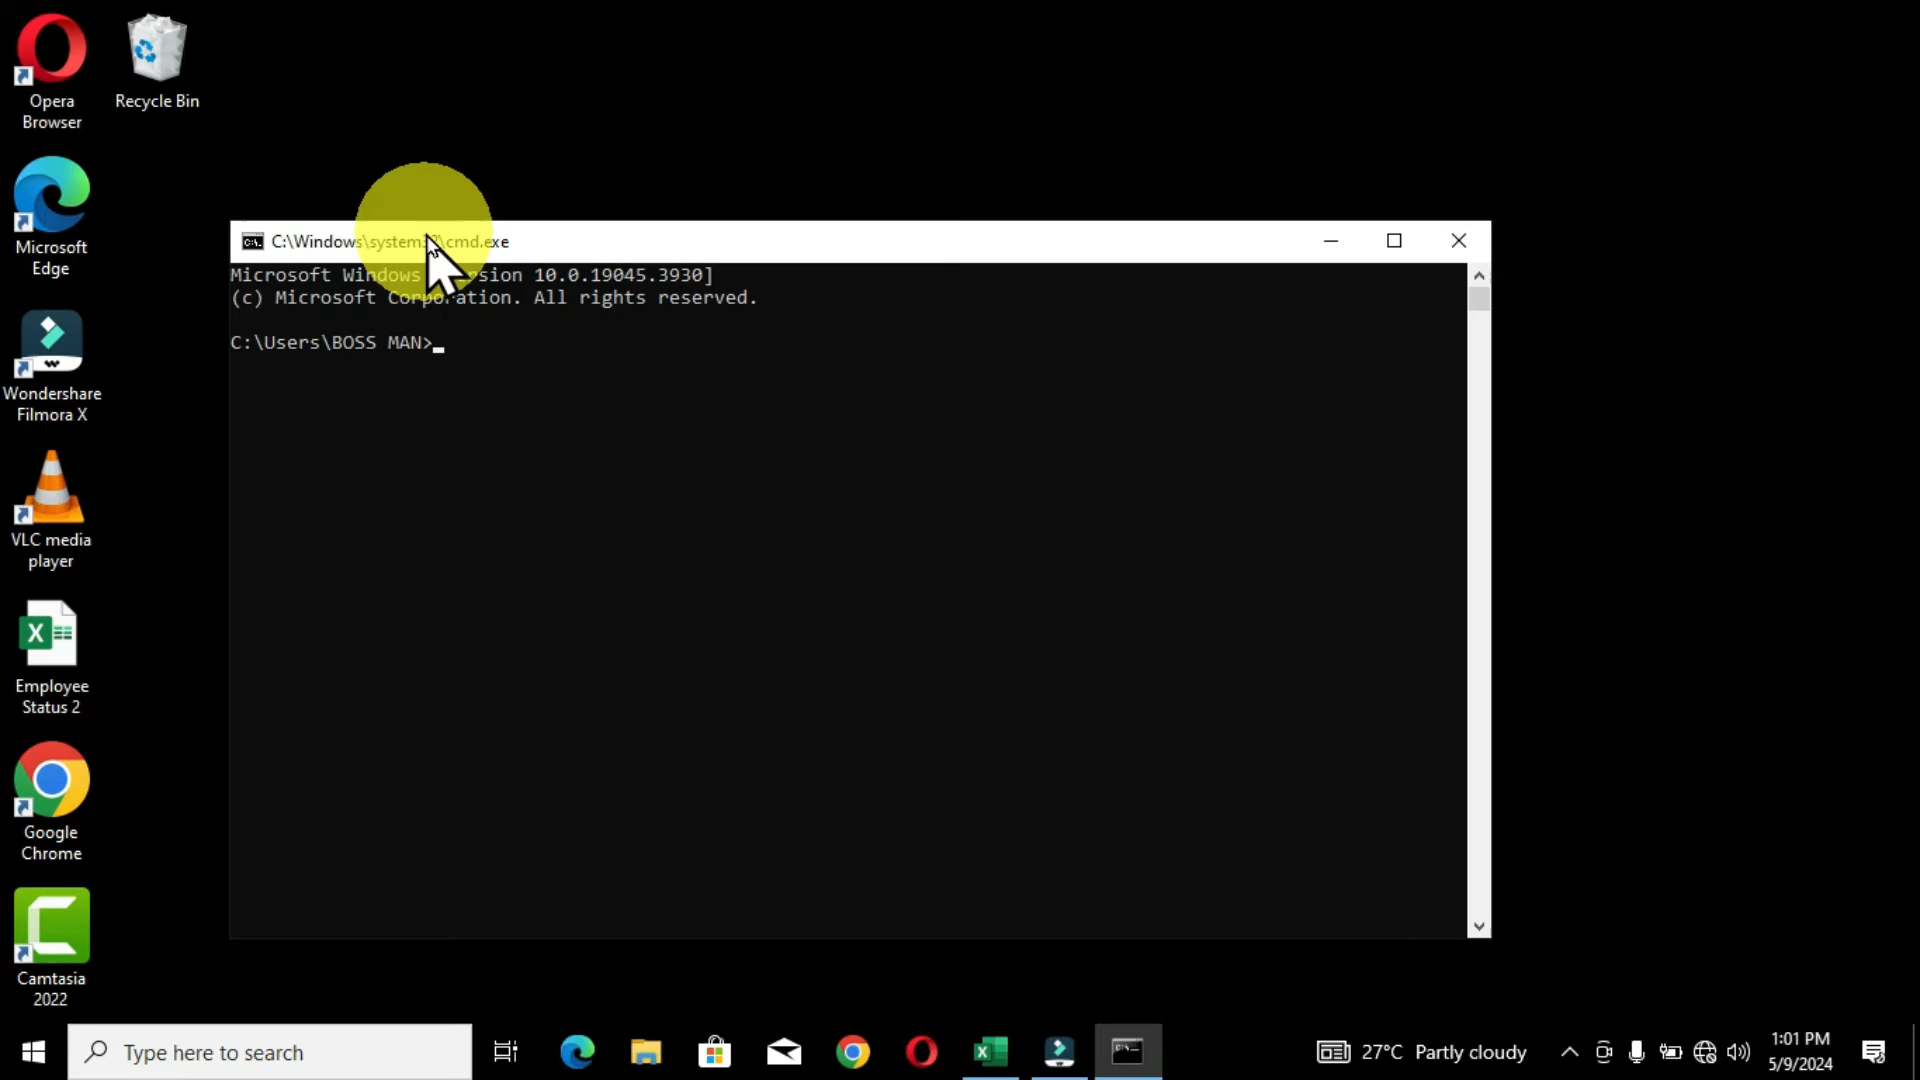 Opera
Browser
Recycle Bin
Microsoft
Edge
Wondershare
Filmora X
VLC media
player
Employee
Status 2
Google
Chrome
Camtasia
2022
C:\Windows\system32\cmd.exe
Microsoft Windows [Version 10.0.19045.3930]
(c) Microsoft Corporation. All rights reserved.
C:\Users\BOSS MAN>
Type here to search
27°C Partly cloudy
1:01 PM
5/9/2024